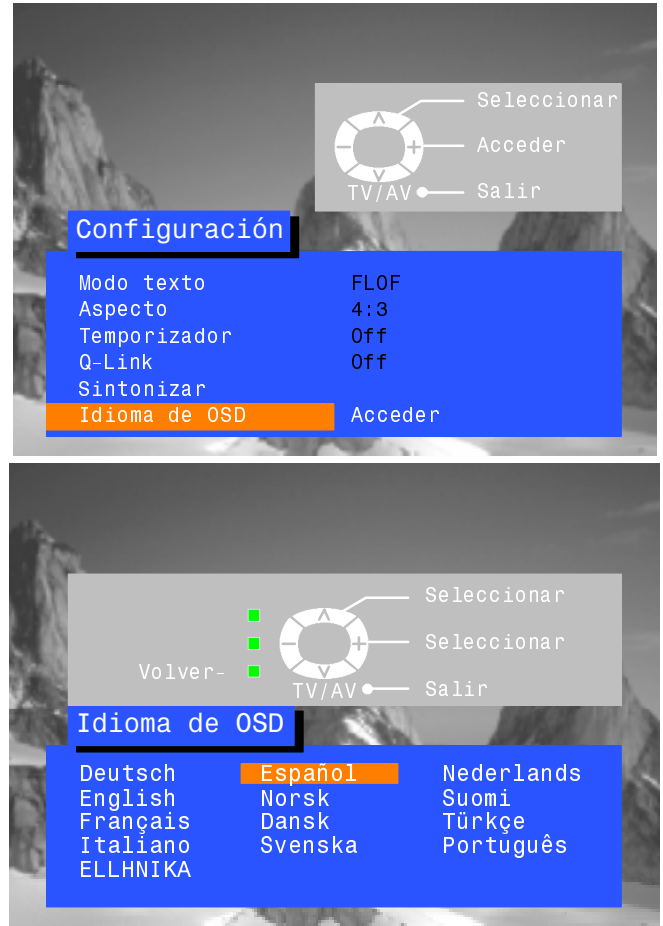 Seleccionar
Acceder
TV/AV Salir
Configuración
Modo texto FLOF
Aspecto 4:3
Temporizador Off
Q-Link Off
Sintonizar
Idioma de OSD Acceder
Seleccionar
Seleccionar
Volver-
TV/AV Salir
Idioma de OSD
Deutsch Español Nederlands
English Norsk Suomi
Français Dansk Türkçe
Italiano Svenska Português
ELLHNIKA